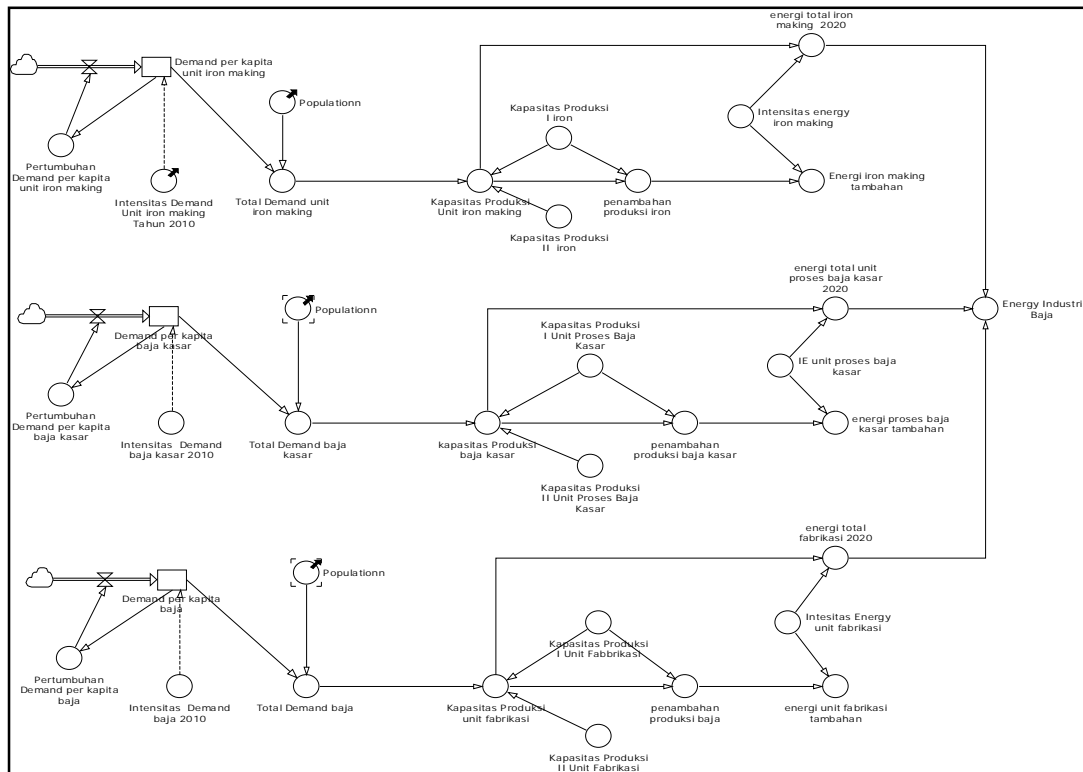 energi total iron
making 2020
Demand per kapita
unit iron making
Populationn
Kapasitas Produksi
I iron
Intensitas energy
iron making
Pertumbuhan
Demand per kapita
unit iron making
Intensitas Demand
Unit iron making
Tahun 2010
Total Demand unit
iron making
Kapasitas Produksi
Unit iron making
penambahan
produksi iron
Energi iron making
tambahan
Kapasitas Produksi
II iron
energi total unit
proses baja kasar
2020
Energy Industri
Baja
Demand per kapita
baja kasar
Populationn
Kapasitas Produksi
I Unit Proses Baja
Kasar
IE unit proses baja
kasar
Pertumbuhan
Demand per kapita
baja kasar
Intensitas Demand
baja kasar 2010
Total Demand baja
kasar
kapasitas Produksi
baja kasar
penambahan
produksi baja kasar
energi proses baja
kasar tambahan
Kapasitas Produksi
II Unit Proses Baja
Kasar
energi total
fabrikasi 2020
Demand per kapita
baja
Populationn
Kapasitas Produksi
I Unit Fabbrikasi
Intesitas Energy
unit fabrikasi
Pertumbuhan
Demand per kapita
baja
Intensitas Demand
baja 2010
Total Demand baja
Kapasitas Produksi
unit fabrikasi
penambahan
produksi baja
energi unit fabrikasi
tambahan
Kapasitas Produksi
II Unit Fabrikasi